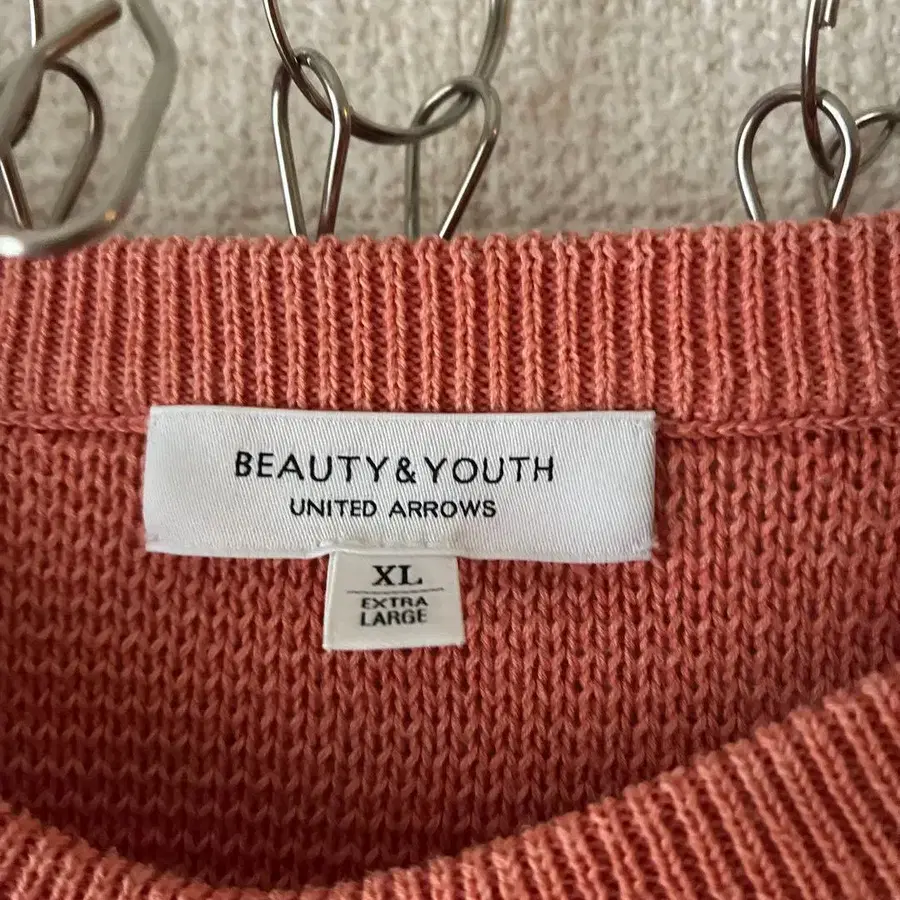 BEAUTY&YOUTH
UNITED ARROWS
XL
EXTRA
LARGE